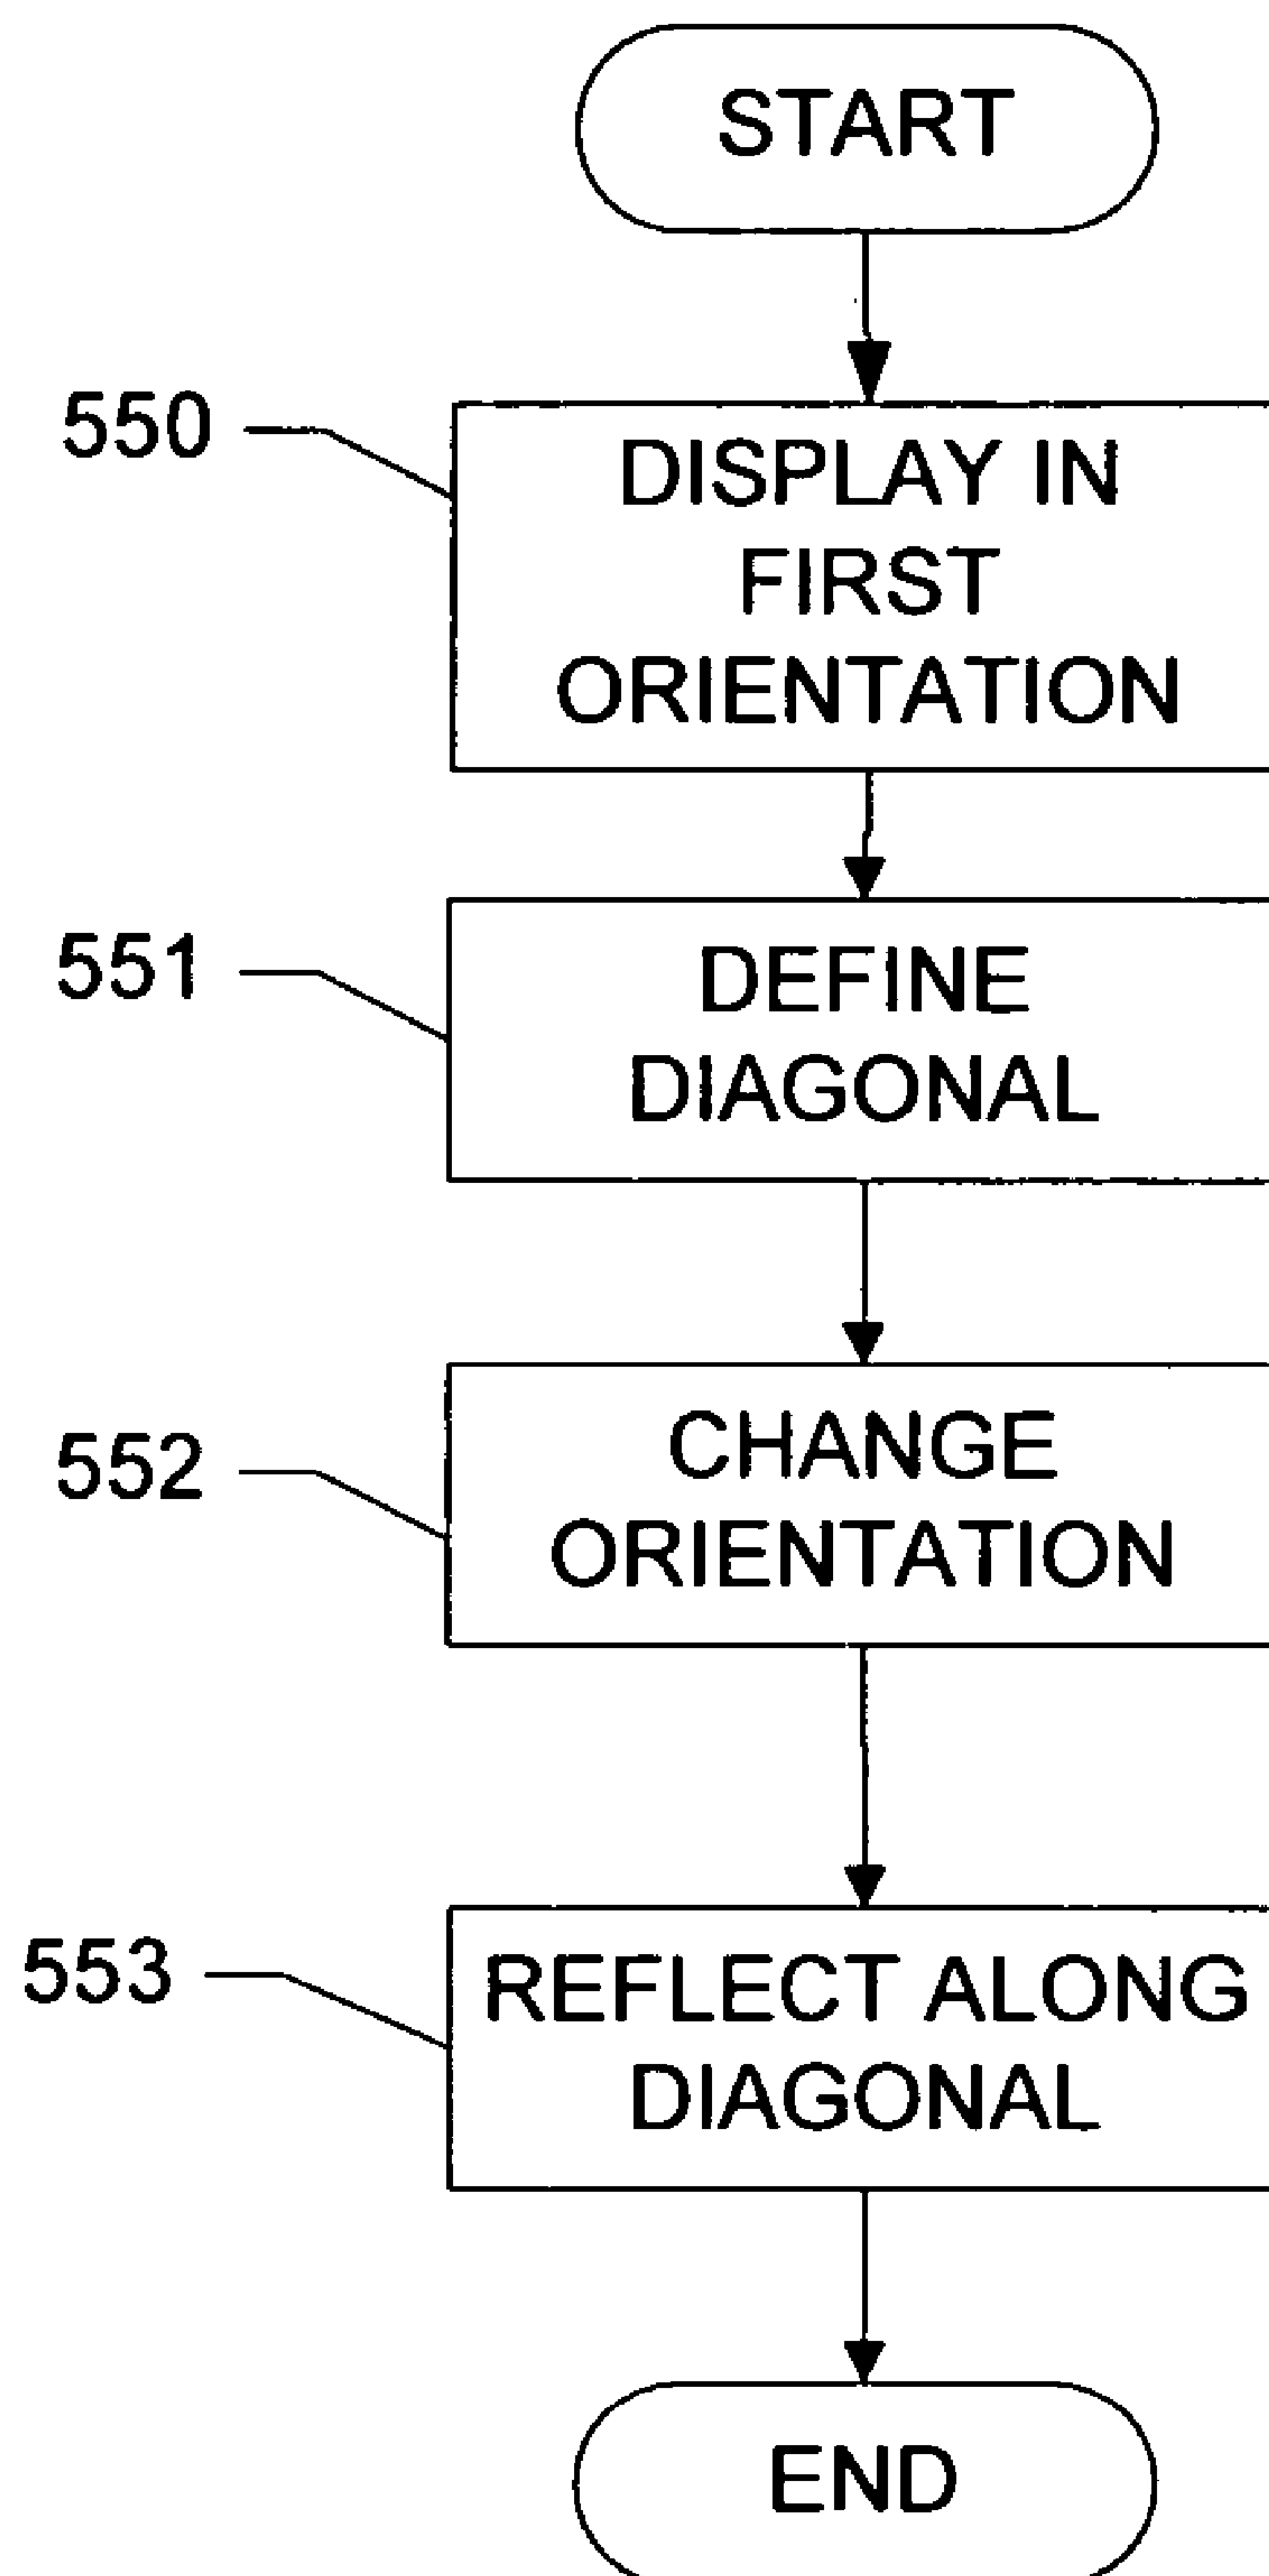 START
550
DISPLAY IN
FIRST
ORIENTATION
551
DEFINE
DIAGONAL
552
CHANGE
ORIENTATION
553
REFLECT ALONG
DIAGONAL
END